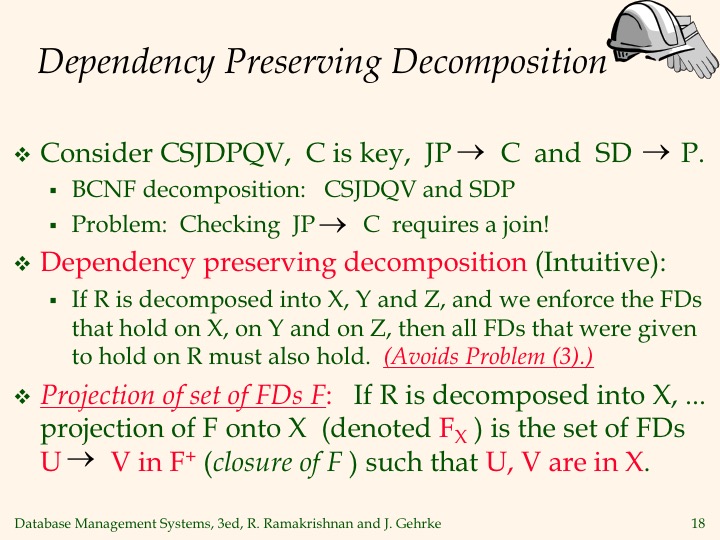 Dependency Preserving Decomposition
❖ Consider CSJDPQV, C is key, JP → C and SD → P.
▪ BCNF decomposition: CSJDQV and SDP
▪ Problem: Checking JP → C requires a join!
❖ Dependency preserving decomposition (Intuitive):
▪ If R is decomposed into X, Y and Z, and we enforce the FDs
that hold on X, on Y and on Z, then all FDs that were given
to hold on R must also hold. (Avoids Problem (3).)
❖ Projection of set of FDs F: If R is decomposed into X, ...
projection of F onto X (denoted F_X ) is the set of FDs
U → V in F⁺ (closure of F ) such that U, V are in X.
Database Management Systems, 3ed, R. Ramakrishnan and J. Gehrke 18